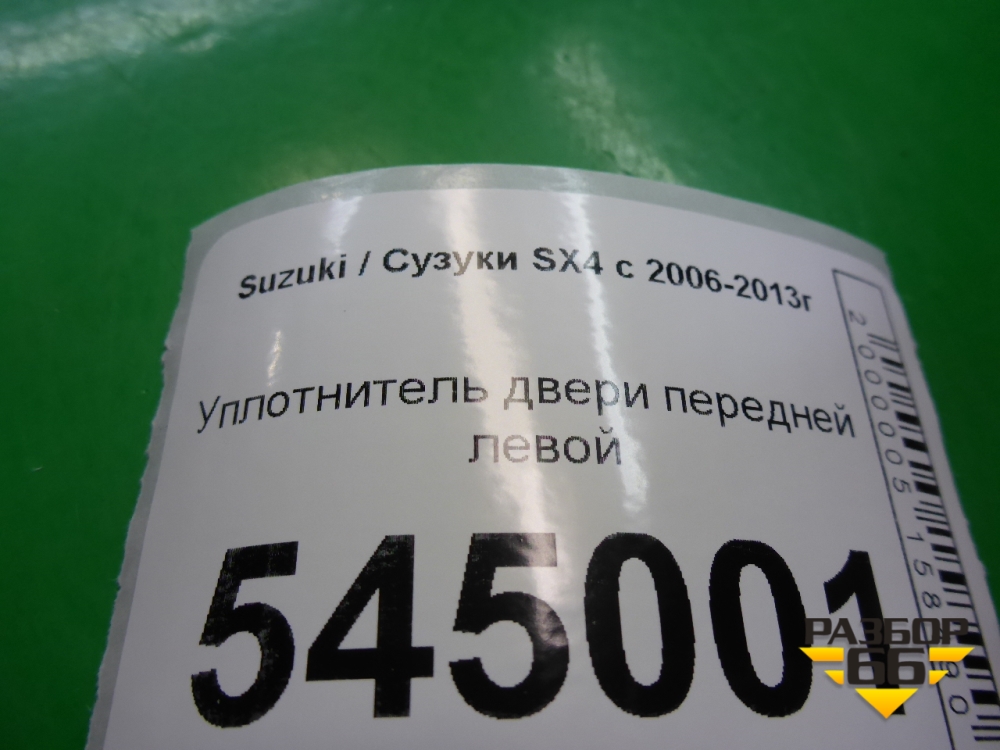 Suzuki / Сузуки SX4 с 2006-2013г
Уплотнитель двери передней
левой
545001
РАЗБОР
66